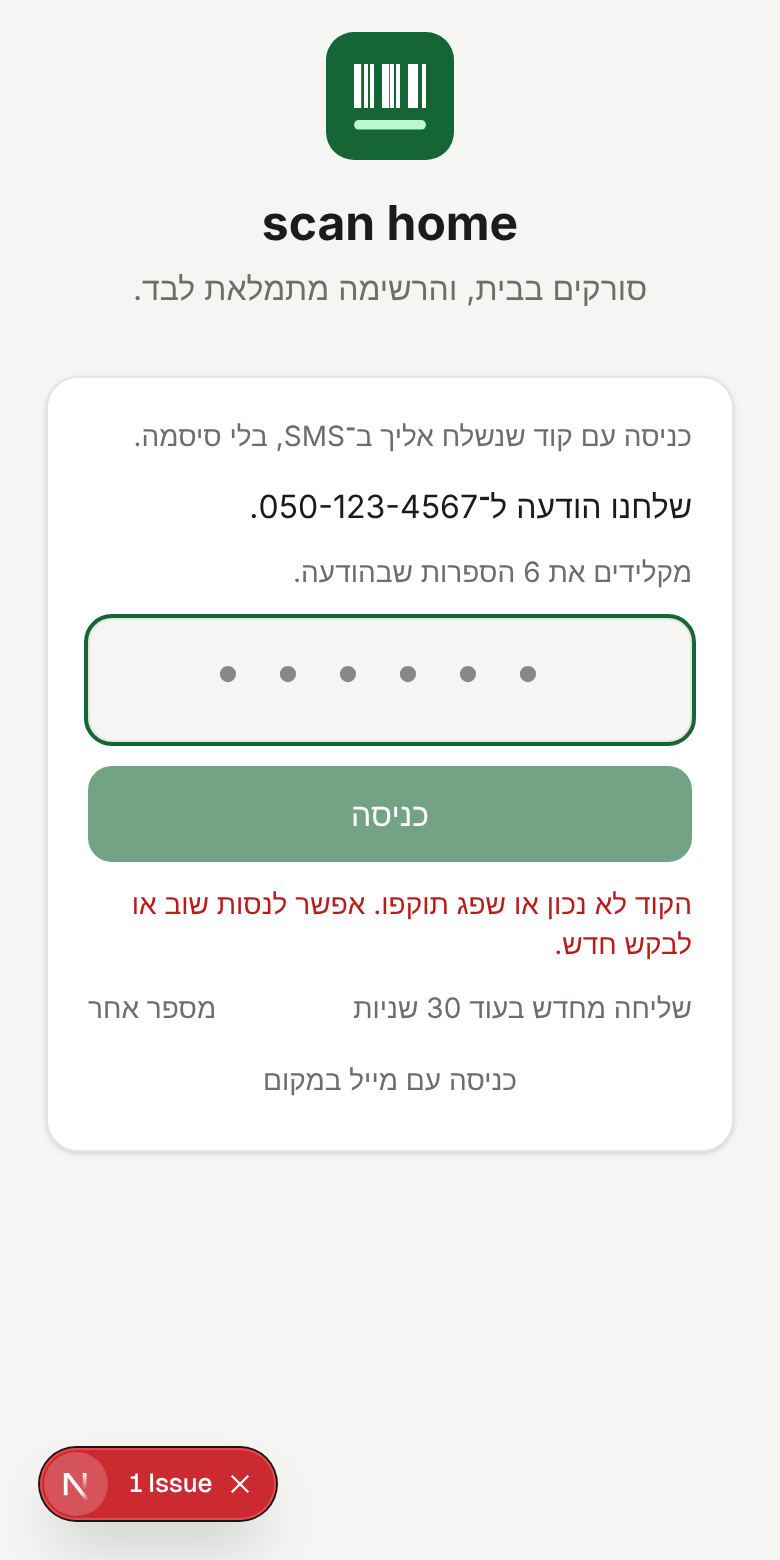 scan home
סורקים בבית, והרשימה מתמלאת לבד.
כניסה עם קוד שנשלח אליך ב־SMS, בלי סיסמה.
שלחנו הודעה ל־050-123-4567.
מקלידים את 6 הספרות שבהודעה.
••••••
כניסה
הקוד לא נכון או שפג תוקפו. אפשר לנסות שוב או
לבקש חדש.
שליחה מחדש בעוד 30 שניות
מספר אחר
כניסה עם מייל במקום
N 1 Issue